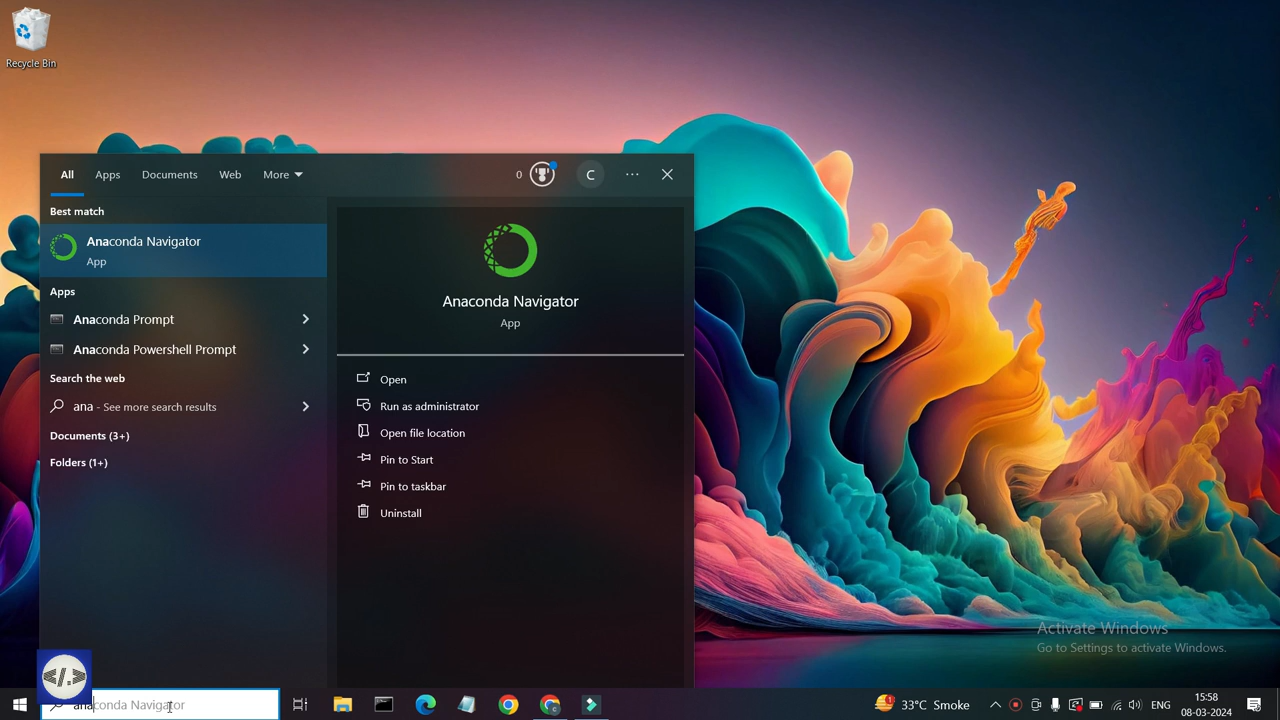 Recycle Bin
All
Apps
Documents
Web
More
0
C
Best match
Anaconda Navigator
App
Apps
Anaconda Prompt
Anaconda Powershell Prompt
Search the web
ana - See more search results
Documents (3+)
Folders (1+)
Anaconda Navigator
App
Open
Run as administrator
Open file location
Pin to Start
Pin to taskbar
Uninstall
Activate Windows
Go to Settings to activate Windows.
</>
anaconda Navigator
33°C Smoke
ENG
15:58
08-03-2024